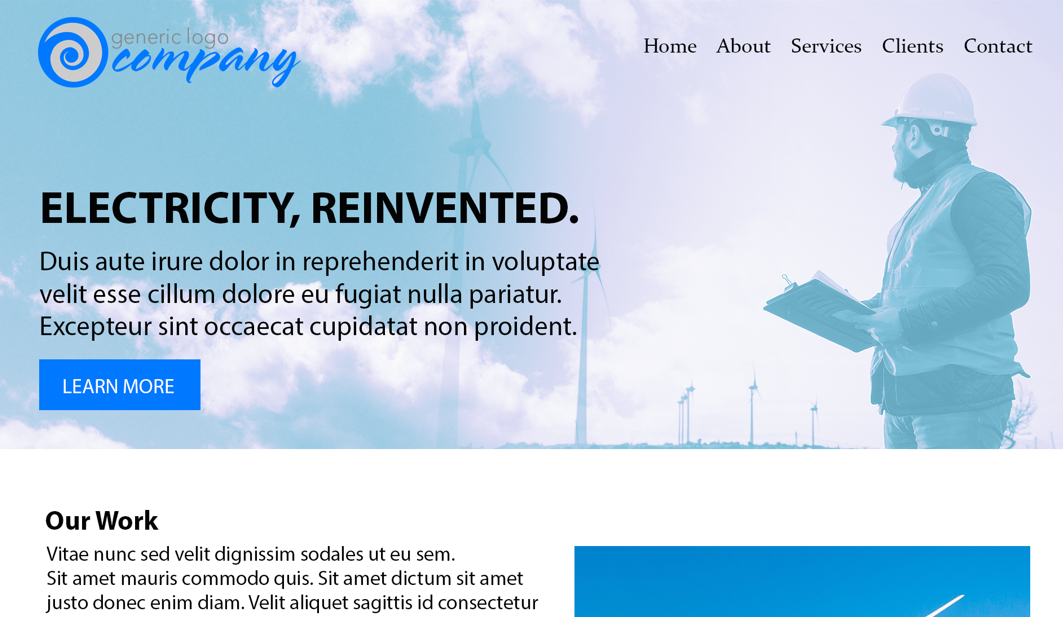 generic logo
company
Home About Services Clients Contact
ELECTRICITY, REINVENTED.
Duis aute irure dolor in reprehenderit in voluptate
velit esse cillum dolore eu fugiat nulla pariatur.
Excepteur sint occaecat cupidatat non proident.
LEARN MORE
Our Work
Vitae nunc sed velit dignissim sodales ut eu sem.
Sit amet mauris commodo quis. Sit amet dictum sit amet
justo donec enim diam. Velit aliquet sagittis id consectetur